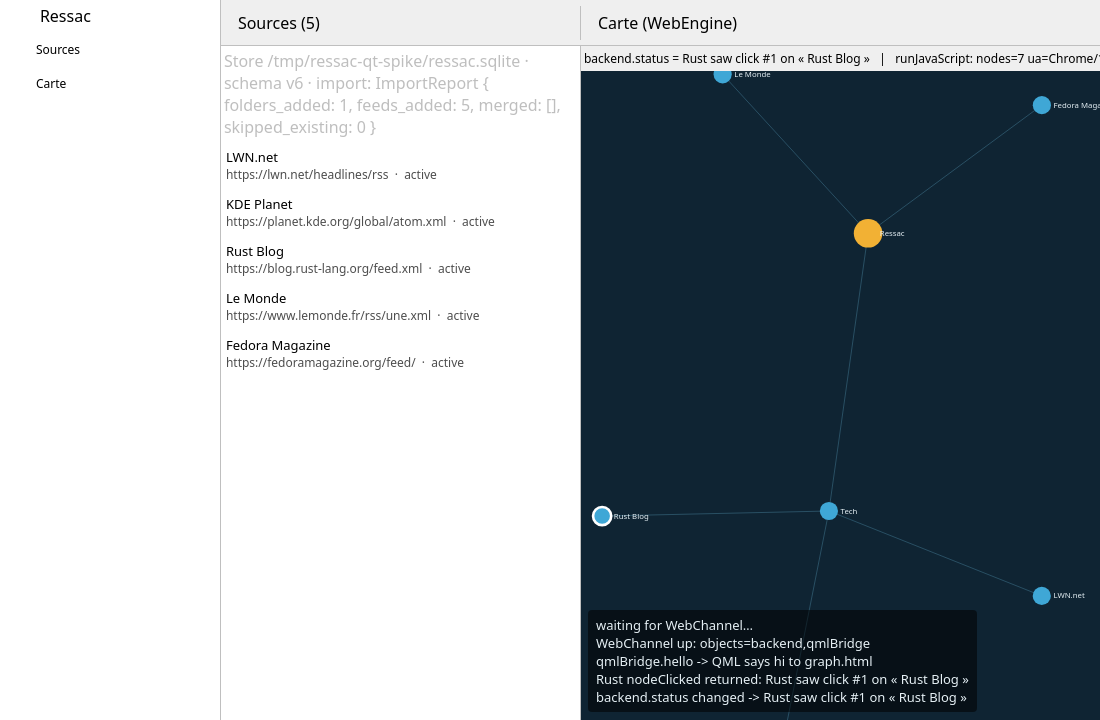 Ressac
Sources
Carte
Sources (5)
Store /tmp/ressac-qt-spike/ressac.sqlite ·
schema v6 · import: ImportReport {
folders_added: 1, feeds_added: 5, merged: [],
skipped_existing: 0 }
LWN.net
https://lwn.net/headlines/rss · active
KDE Planet
https://planet.kde.org/global/atom.xml · active
Rust Blog
https://blog.rust-lang.org/feed.xml · active
Le Monde
https://www.lemonde.fr/rss/une.xml · active
Fedora Magazine
https://fedoramagazine.org/feed/ · active
Carte (WebEngine)
backend.status = Rust saw click #1 on « Rust Blog » | runJavaScript: nodes=7 ua=Chrome/
Le Monde
Fedora Maga
Ressac
Tech
Rust Blog
LWN.net
waiting for WebChannel...
WebChannel up: objects=backend,qmlBridge
qmlBridge.hello -> QML says hi to graph.html
Rust nodeClicked returned: Rust saw click #1 on « Rust Blog »
backend.status changed -> Rust saw click #1 on « Rust Blog »